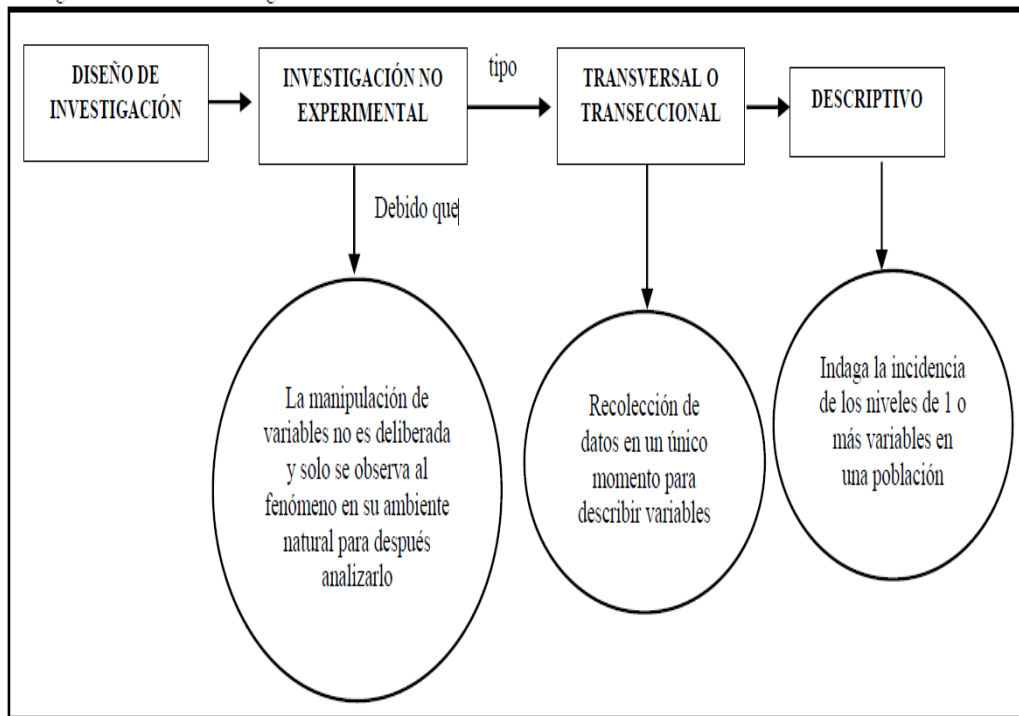 DISEÑO DE
INVESTIGACIÓN
INVESTIGACIÓN NO
EXPERIMENTAL
tipo
TRANSVERSAL O
TRANSECCIONAL
DESCRIPTIVO
Debido que
La manipulación de
variables no es deliberada
y solo se observa al
fenómeno en su ambiente
natural para después
analizarlo
Recolección de
datos en un único
momento para
describir variables
Indaga la incidencia
de los niveles de 1 o
más variables en
una población